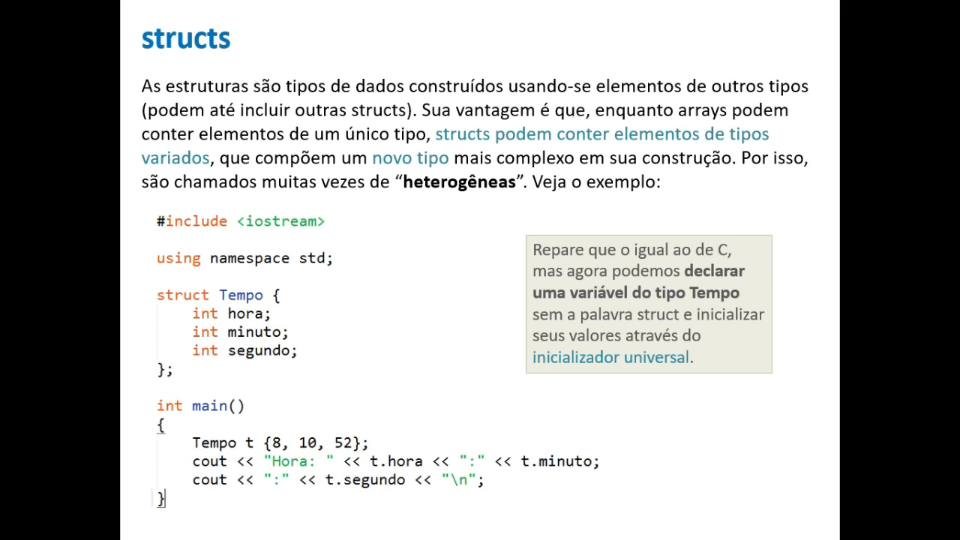 structs
As estruturas são tipos de dados construídos usando-se elementos de outros tipos
(podem até incluir outras structs). Sua vantagem é que, enquanto arrays podem
conter elementos de um único tipo, structs podem conter elementos de tipos
variados, que compõem um novo tipo mais complexo em sua construção. Por isso,
são chamados muitas vezes de “heterogêneas”. Veja o exemplo:
#include <iostream>
using namespace std;
struct Tempo {
int hora;
int minuto;
int segundo;
};
int main()
{
Tempo t {8, 10, 52};
cout << "Hora: " << t.hora << ":" << t.minuto;
cout << ":" << t.segundo << "\n";
}
Repare que o igual ao de C,
mas agora podemos declarar
uma variável do tipo Tempo
sem a palavra struct e inicializar
seus valores através do
inicializador universal.